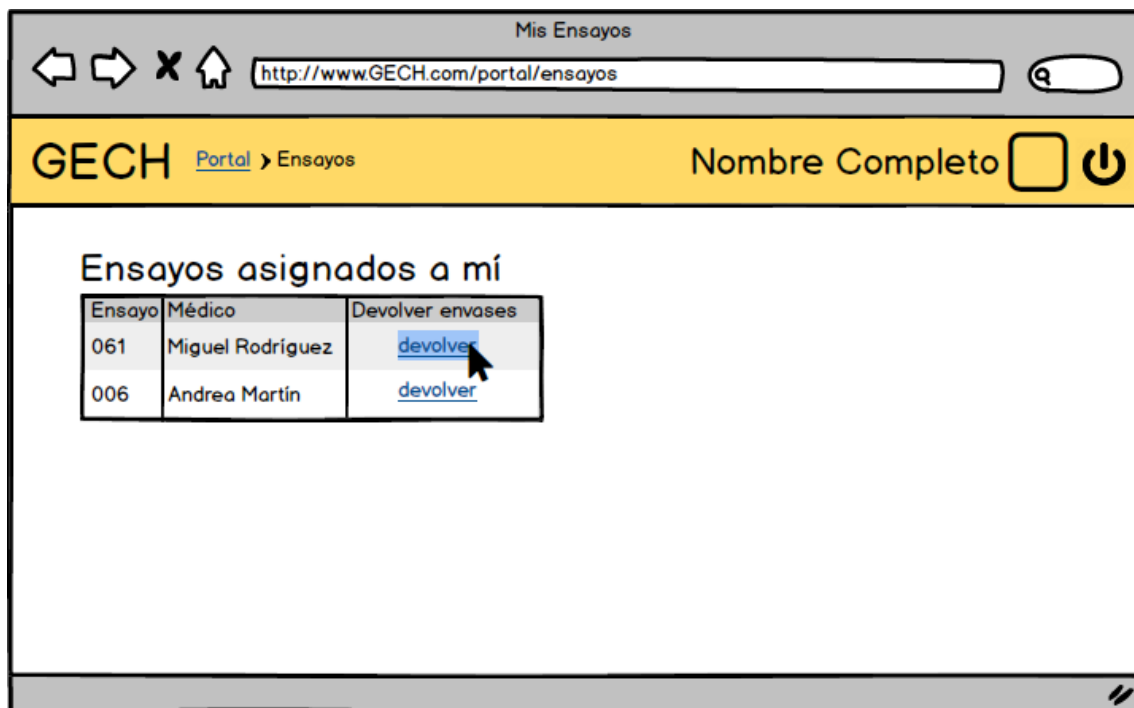 Mis Ensayos
http://www.GECH.com/portal/ensayos
GECH Portal > Ensayos Nombre Completo
Ensayos asignados a mí
Ensayo Médico Devolver envases
061 Miguel Rodríguez devolver
006 Andrea Martín devolver